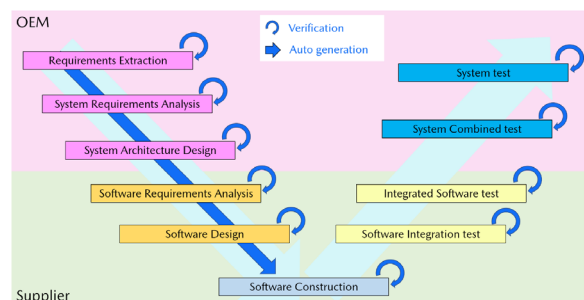 OEM
Verification
Auto generation
Requirements Extraction
System test
System Requirements Analysis
System Combined test
System Architecture Design
Software Requirements Analysis
Integrated Software test
Software Design
Software Integration test
Software Construction
Supplier